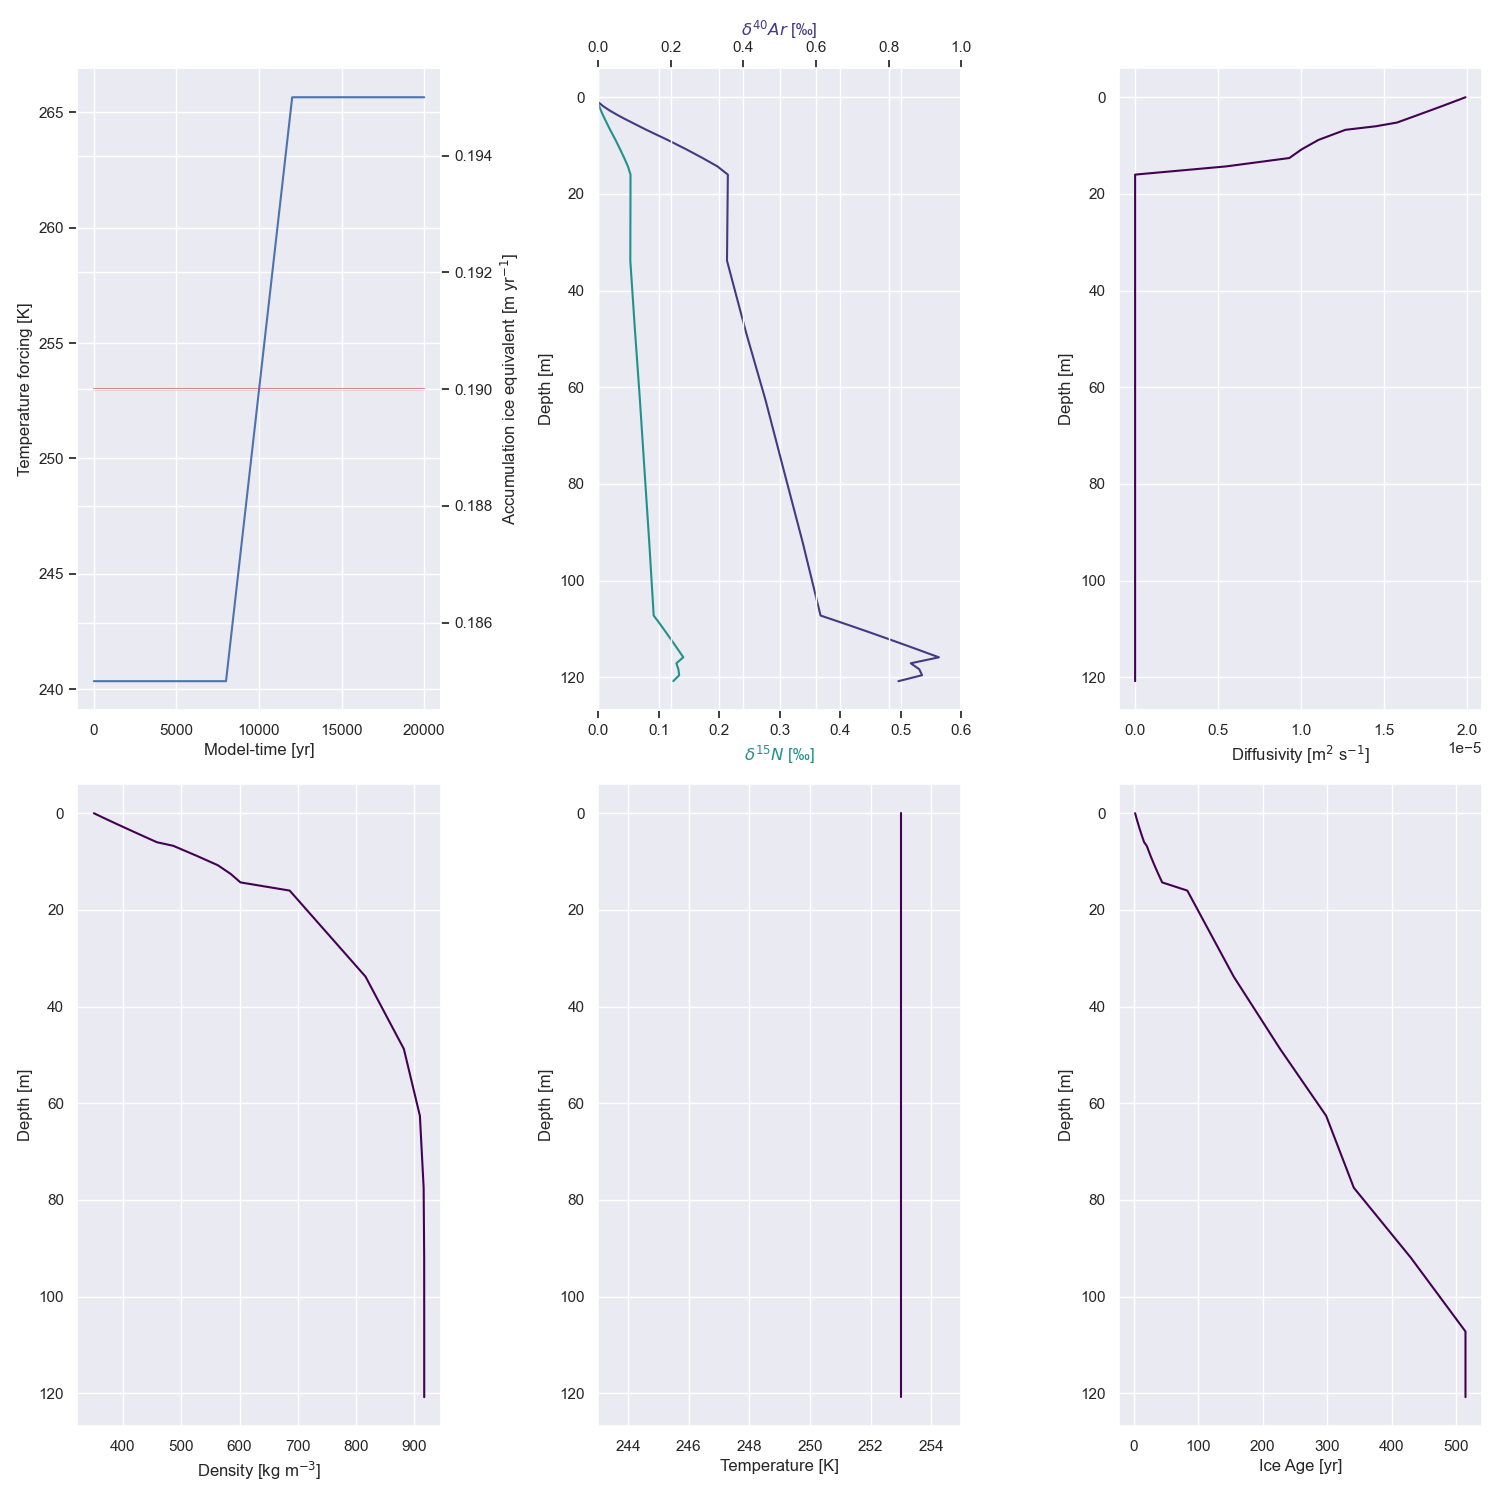 265
260
255
250
245
240
Temperature forcing [K]
0.194
0.192
0.190
0.188
0.186
Accumulation ice equivalent [m yr⁻¹]
0 5000 10000 15000 20000
Model-time [yr]
δ⁴⁰Ar [‰]
0.0 0.2 0.4 0.6 0.8 1.0
0
20
40
60
80
100
120
Depth [m]
0.0 0.1 0.2 0.3 0.4 0.5 0.6
δ¹⁵N [‰]
0
20
40
60
80
100
120
Depth [m]
0.0 0.5 1.0 1.5 2.0
1e−5
Diffusivity [m² s⁻¹]
0
20
40
60
80
100
120
Depth [m]
400 500 600 700 800 900
Density [kg m⁻³]
0
20
40
60
80
100
120
Depth [m]
244 246 248 250 252 254
Temperature [K]
0
20
40
60
80
100
120
Depth [m]
0 100 200 300 400 500
Ice Age [yr]